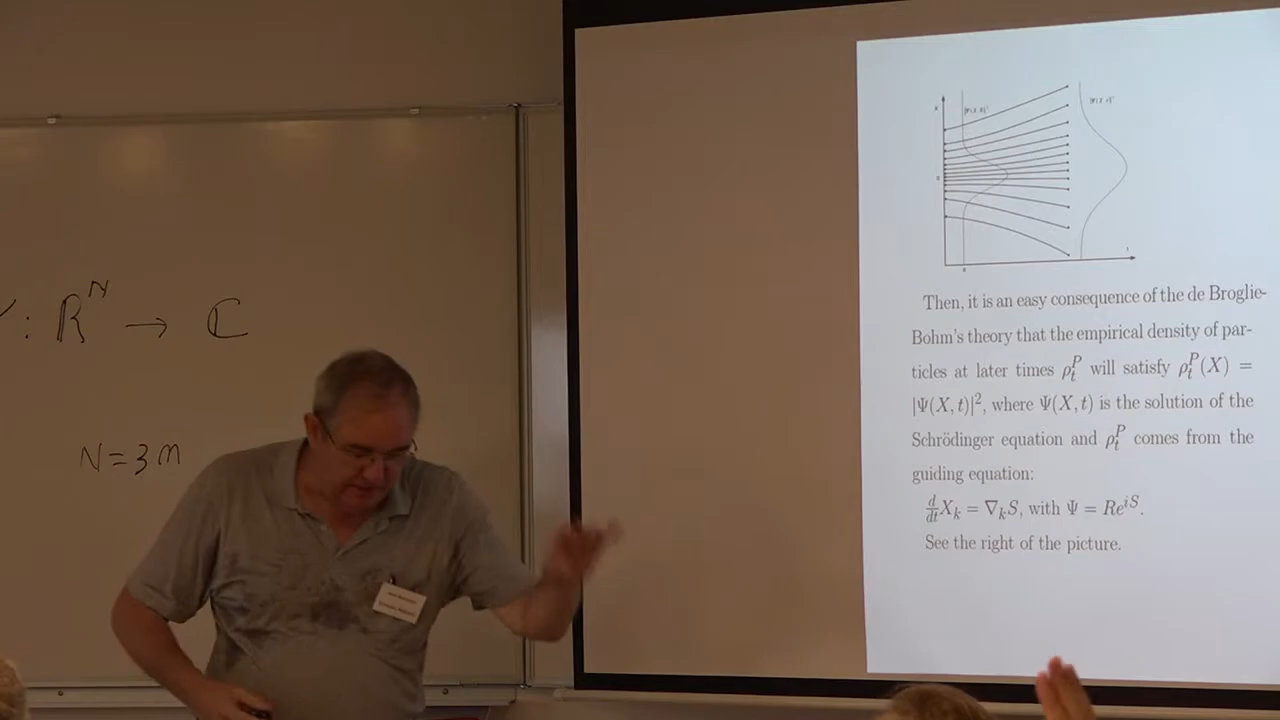 : R^N → C
N = 3 m
Then, it is an easy consequence of the de Broglie-
Bohm's theory that the empirical density of par-
ticles at later times ρ_t^P will satisfy ρ_t^P(X) =
|Ψ(X, t)|², where Ψ(X, t) is the solution of the
Schrödinger equation and ρ_t^P comes from the
guiding equation:
d/dt X_k = ∇_k S, with Ψ = Re^{iS}.
See the right of the picture.